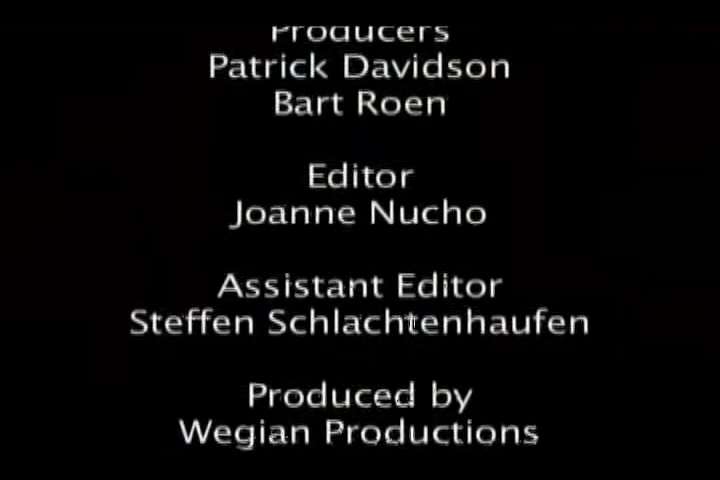 Producers
Patrick Davidson
Bart Roen
Editor
Joanne Nucho
Assistant Editor
Steffen Schlachtenhaufen
Produced by
Wegian Productions